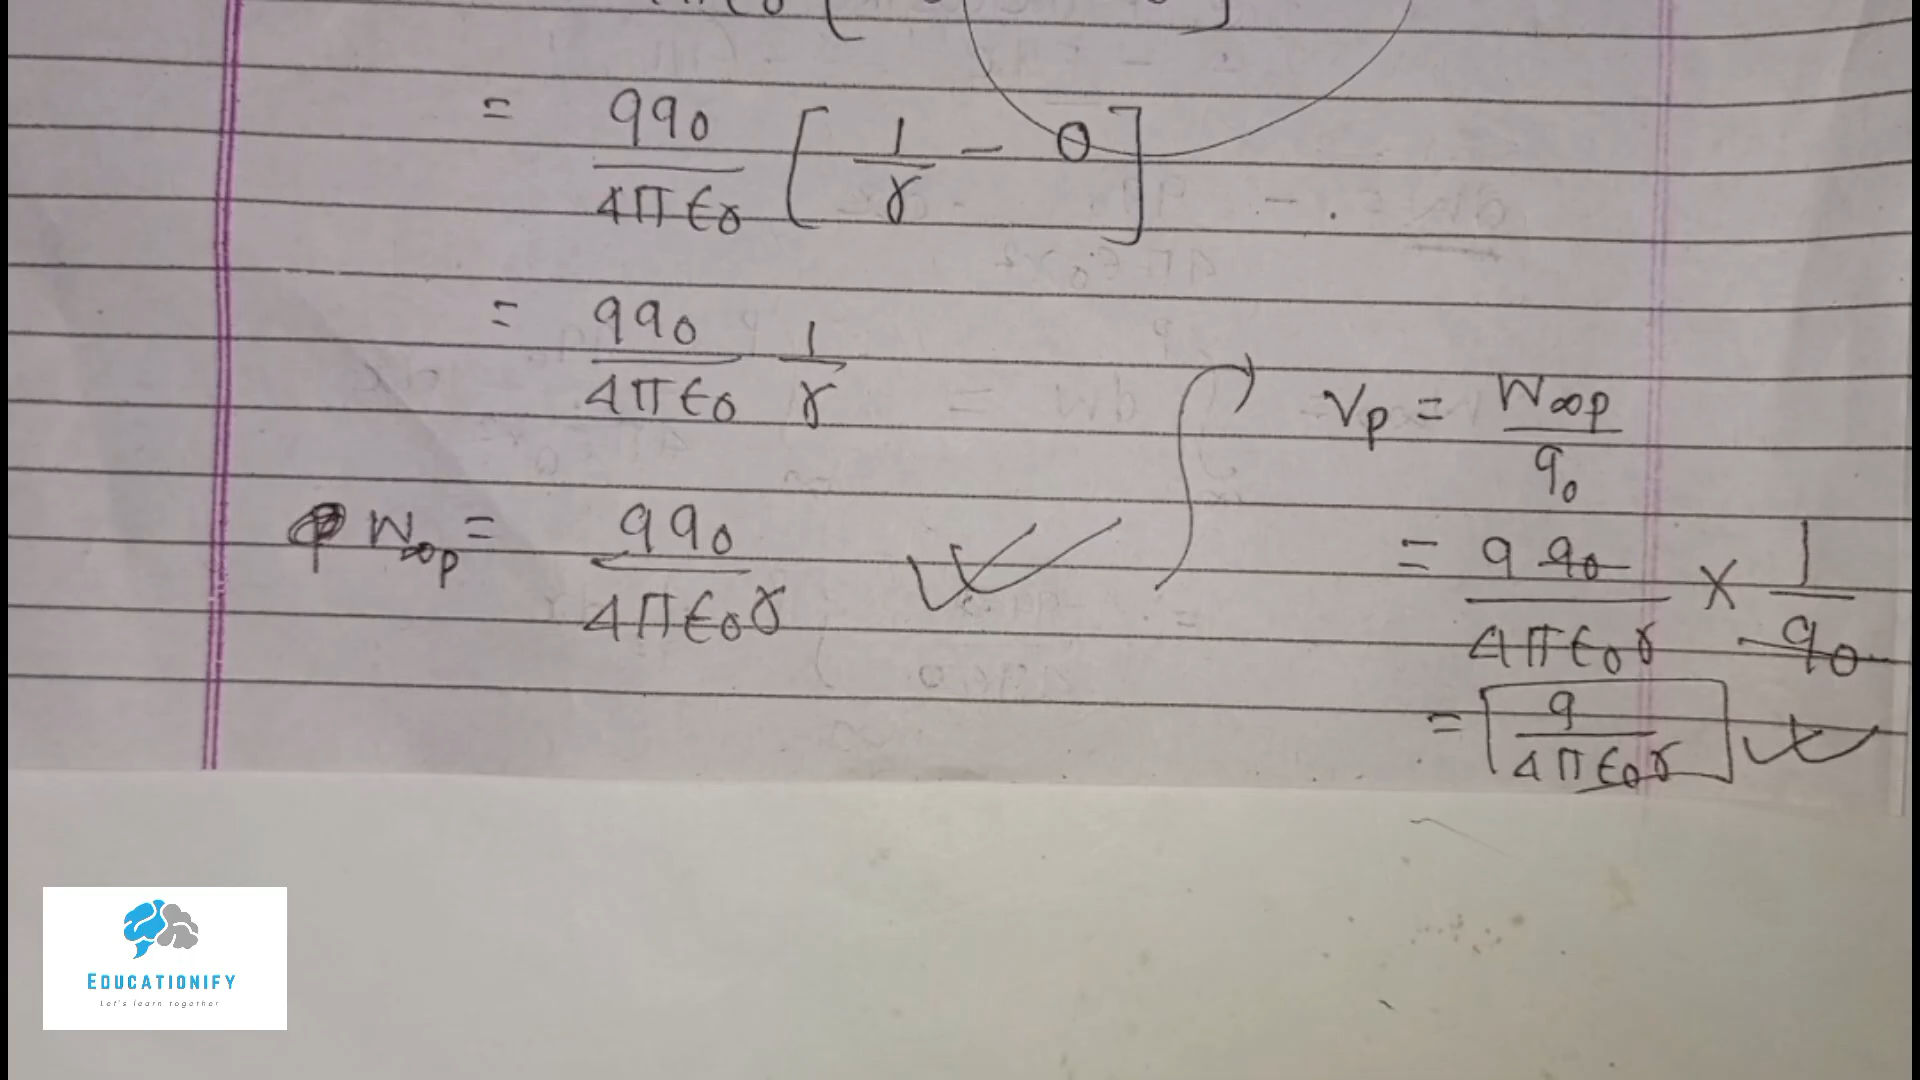 = qq₀/4πϵ₀ [1/r - 0]
= qq₀/4πϵ₀ 1/r
W∞p = qq₀/4πϵ₀r
Vp = W∞p/q₀
= qq₀/4πϵ₀r × 1/q₀
= q/4πϵ₀r
EDUCATIONIFY
Let's learn together